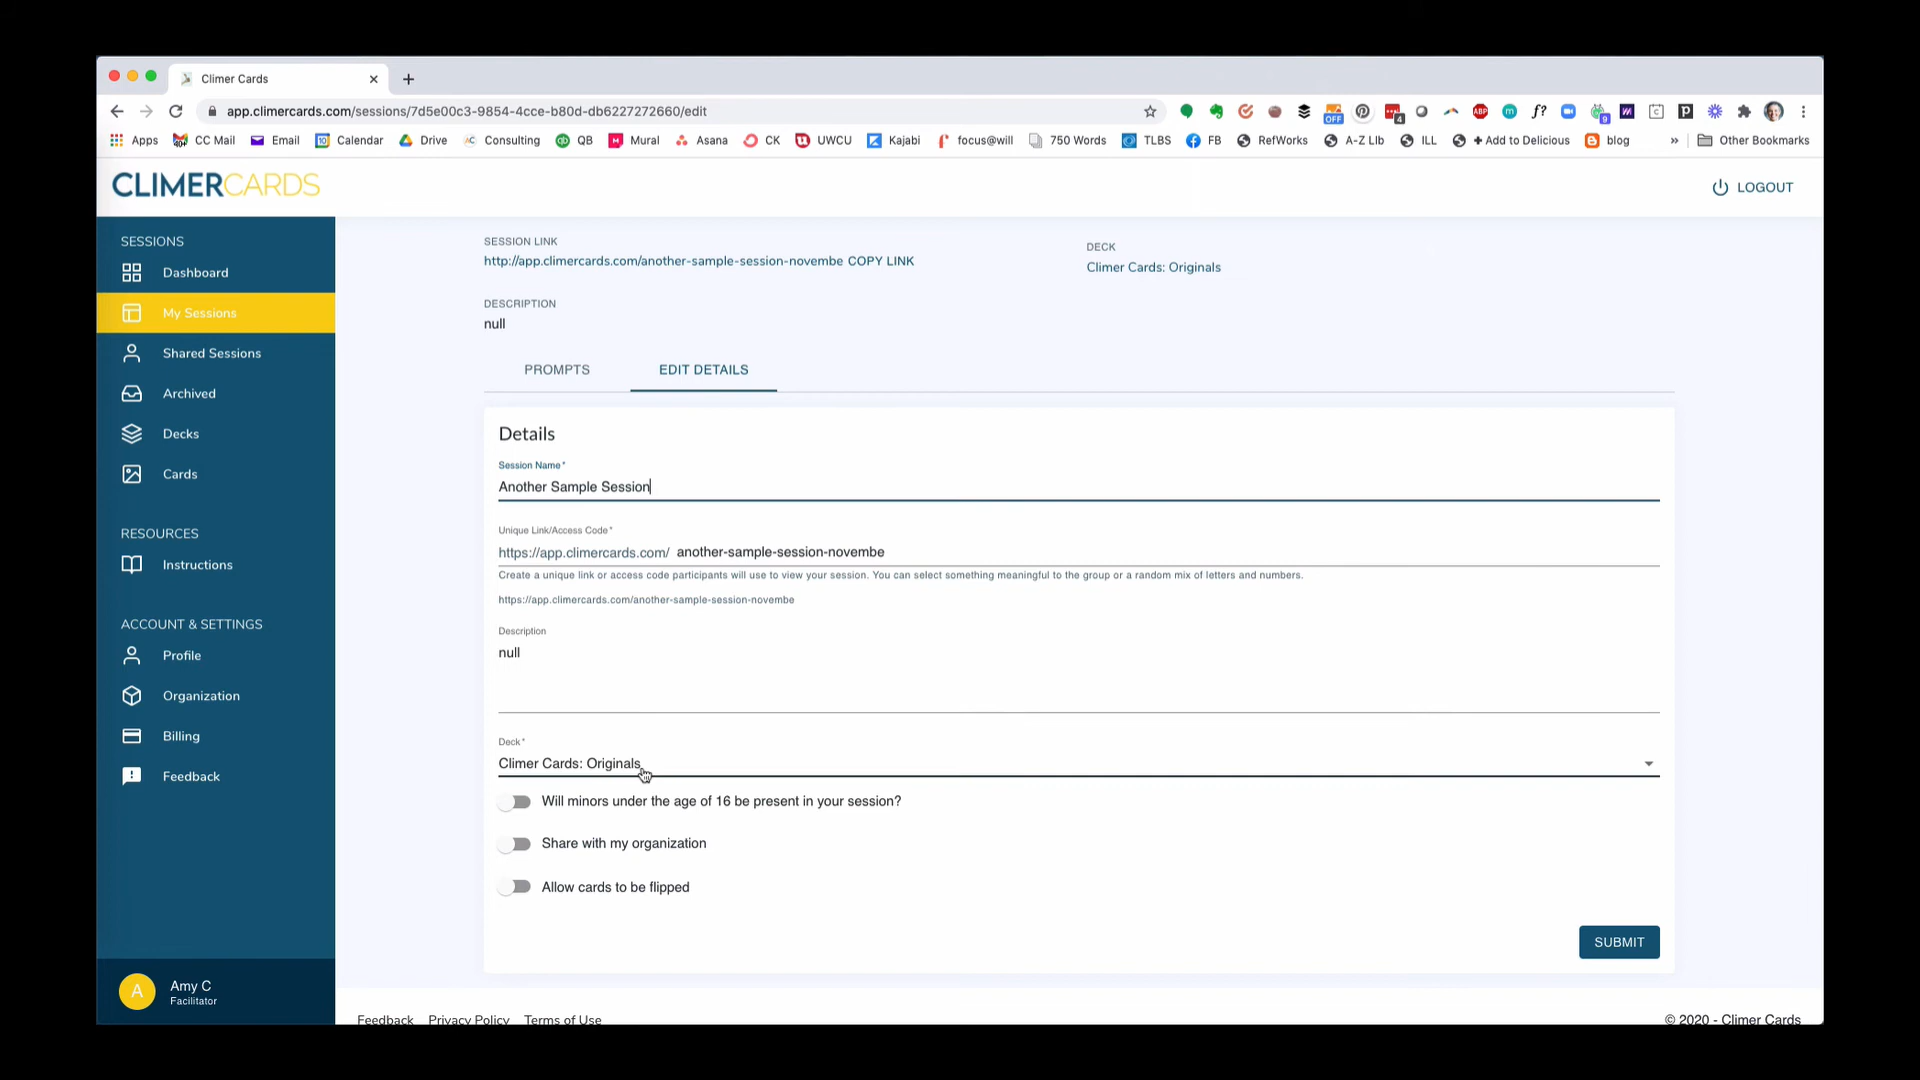 Climer Cards
app.climercards.com/sessions/7d5e00c3-9854-4cce-b80d-db6227272660/edit
OFF
4
ABP
m
f?
9
Apps
CC Mail
Email
10
Calendar
Drive
AC
Consulting
QB
Mural
Asana
CK
UWCU
Kajabi
focus@will
750 Words
TLBS
FB
RefWorks
A-Z LIb
ILL
+ Add to Delicious
blog
»
Other Bookmarks
CLIMERCARDS
LOGOUT
SESSIONS
Dashboard
My Sessions
Shared Sessions
Archived
Decks
Cards
RESOURCES
Instructions
ACCOUNT & SETTINGS
Profile
Organization
Billing
Feedback
A
Amy C
Facilitator
SESSION LINK
http://app.climercards.com/another-sample-session-novembe COPY LINK
DECK
Climer Cards: Originals
DESCRIPTION
null
PROMPTS
EDIT DETAILS
Details
Session Name*
Another Sample Session
Unique Link/Access Code*
https://app.climercards.com/ another-sample-session-novembe
Create a unique link or access code participants will use to view your session. You can select something meaningful to the group or a random mix of letters and numbers.
https://app.climercards.com/another-sample-session-novembe
Description
null
Deck*
Climer Cards: Originals
Will minors under the age of 16 be present in your session?
Share with my organization
Allow cards to be flipped
SUBMIT
Feedback Privacy Policy Terms of Use
© 2020 - Climer Cards